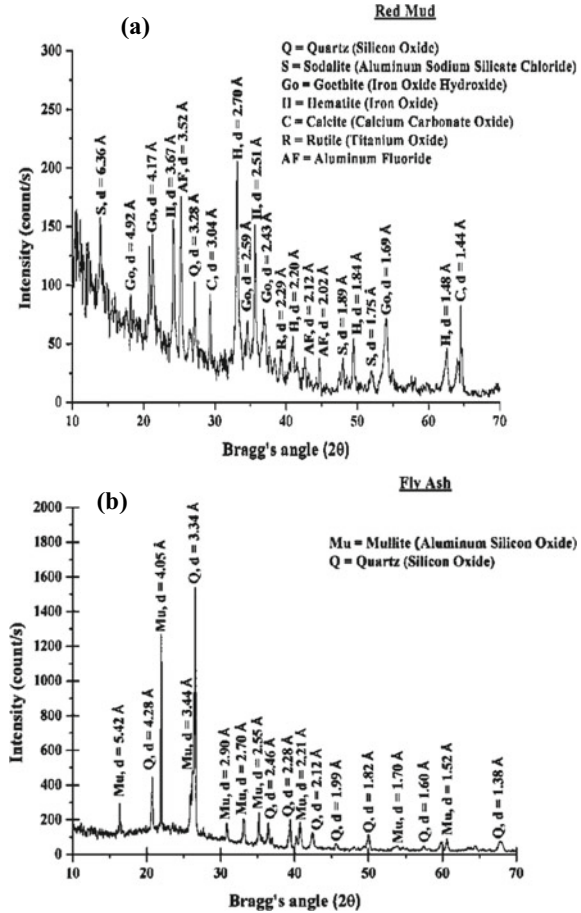 Red Mud
(a)
Q = Quartz (Silicon Oxide)
S = Sodalite (Aluminum Sodium Silicate Chloride)
Go = Goethite (Iron Oxide Hydroxide)
H = Hematite (Iron Oxide)
C = Calcite (Calcium Carbonate Oxide)
R = Rutile (Titanium Oxide)
AF = Aluminum Fluoride
300
250
200
150
100
50
0
Intensity (count/s)
S, d = 6.36 Å
Go, d = 4.92 Å
Go, d = 4.17 Å
H, d = 3.67 Å
AF, d = 3.52 Å
Q, d = 3.28 Å
C, d = 3.04 Å
H, d = 2.70 Å
Go, d = 2.59 Å
H, d = 2.51 Å
Go, d = 2.43 Å
R, d = 2.29 Å
H, d = 2.20 Å
AF, d = 2.12 Å
AF, d = 2.02 Å
S, d = 1.89 Å
H, d = 1.84 Å
S, d = 1.75 Å
Go, d = 1.69 Å
H, d = 1.48 Å
C, d = 1.44 Å
10 20 30 40 50 60 70
Bragg's angle (2θ)
Fly Ash
(b)
Mu = Mullite (Aluminum Silicon Oxide)
Q = Quartz (Silicon Oxide)
2000
1800
1600
1400
1200
1000
800
600
400
200
0
Intensity (count/s)
Mu, d = 5.42 Å
Q, d = 4.28 Å
Mu, d = 4.05 Å
Mu, d = 3.44 Å
Q, d = 3.34 Å
Mu, d = 2.90 Å
Mu, d = 2.70 Å
Mu, d = 2.55 Å
Q, d = 2.46 Å
Q, d = 2.28 Å
Mu, d = 2.21 Å
Q, d = 2.12 Å
Q, d = 1.99 Å
Q, d = 1.82 Å
Mu, d = 1.70 Å
Q, d = 1.60 Å
Mu, d = 1.52 Å
Q, d = 1.38 Å
10 20 30 40 50 60 70
Bragg's angle (2θ)